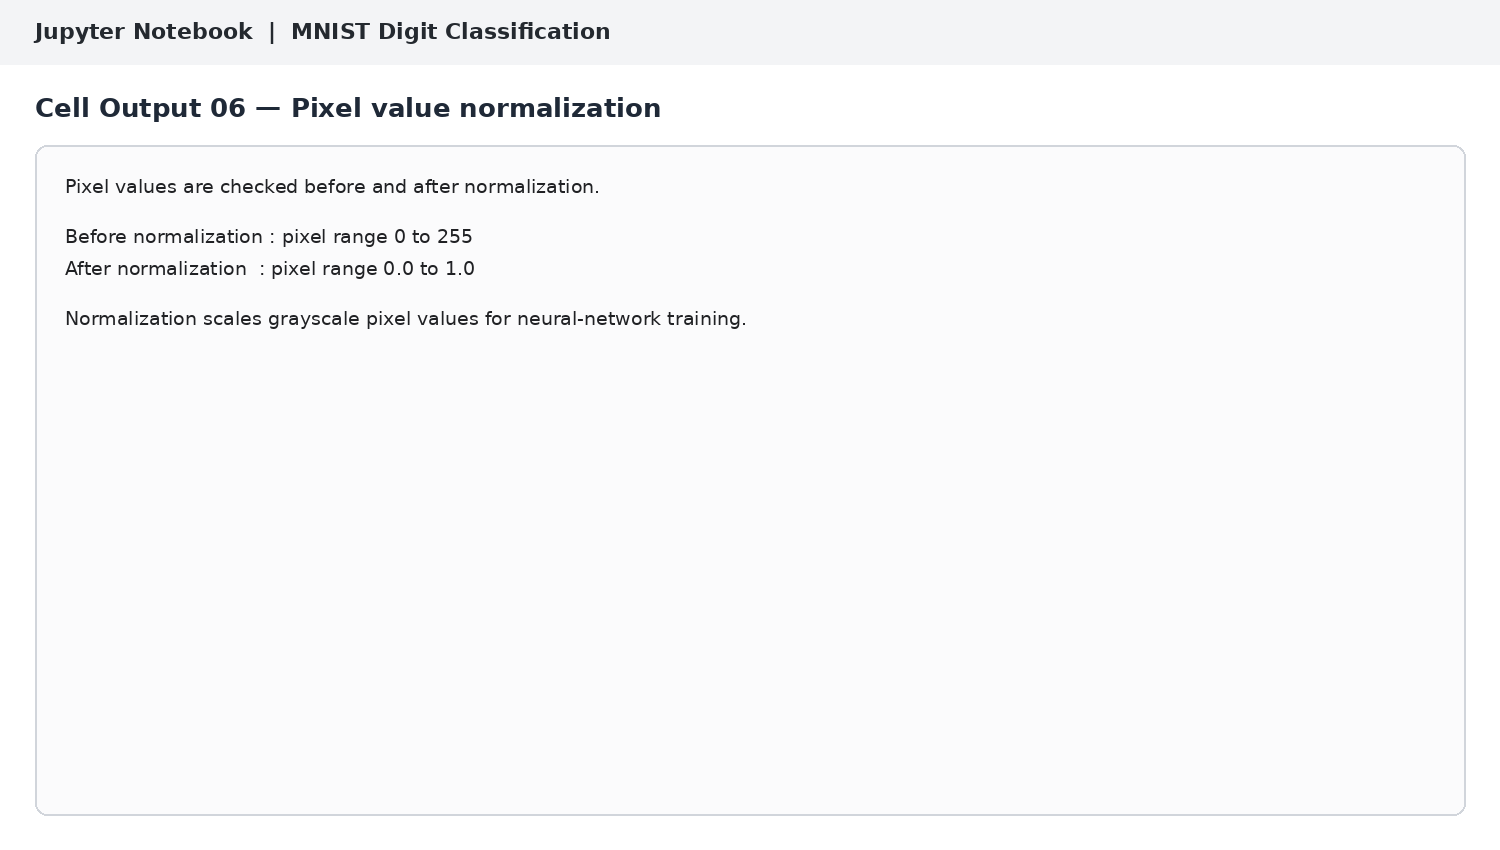 Jupyter Notebook  |  MNIST Digit Classification
Cell Output 06 — Pixel value normalization
Pixel values are checked before and after normalization.
Before normalization : pixel range 0 to 255
After normalization  : pixel range 0.0 to 1.0
Normalization scales grayscale pixel values for neural-network training.